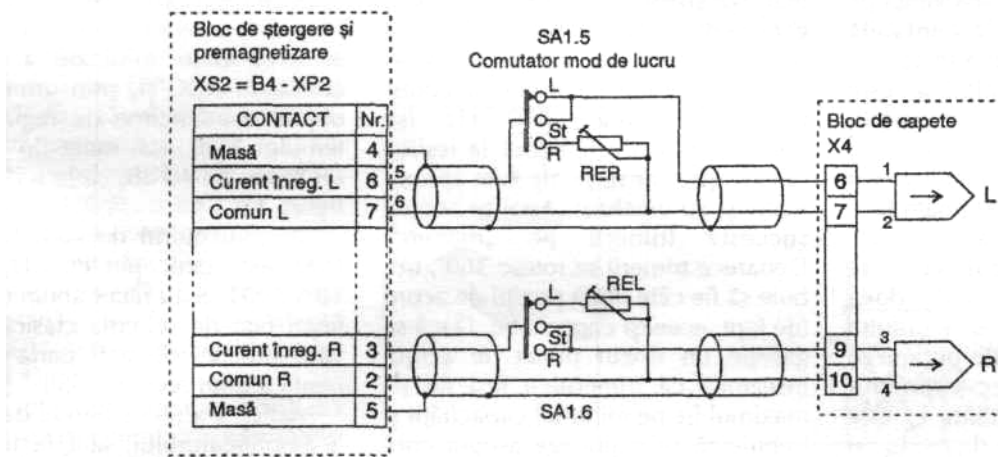 Bloc de ștergere și
premagnetizare
XS2 = B4 - XP2
CONTACT Nr.
Masă 4
Curent înreg. L 6 5
Comun L 7 6
Curent înreg. R 3
Comun R 2
Masă 5
SA1.5
Comutator mod de lucru
L
St
R
RER
REL
L
St
R
SA1.6
Bloc de capete
X4
6 1
7 2
L
9 3
10 4
R